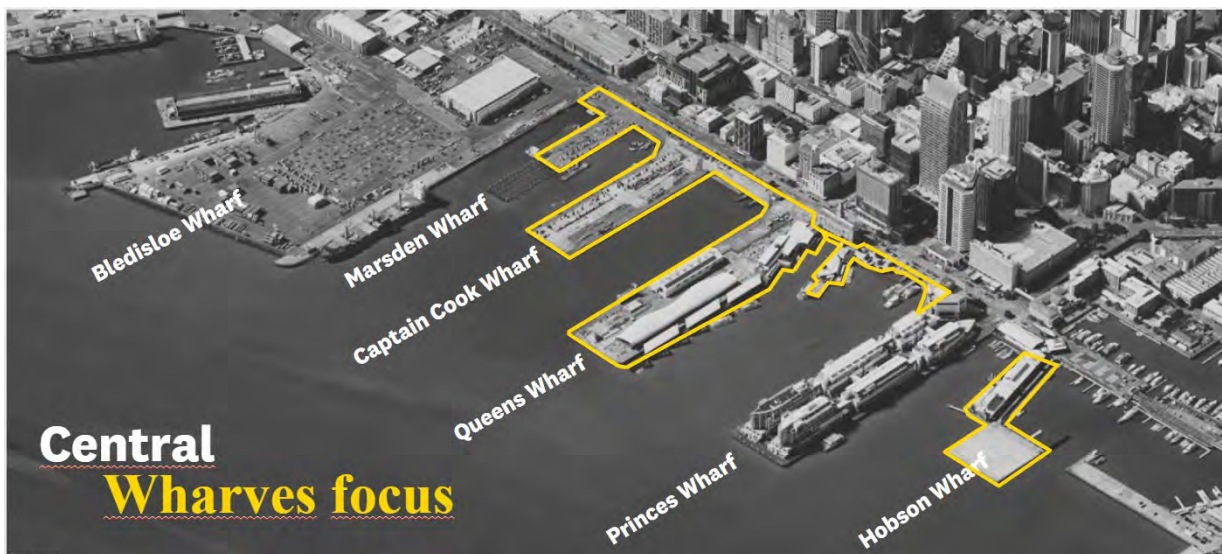 Bledisloe Wharf
Marsden Wharf
Captain Cook Wharf
Queens Wharf
Princes Wharf
Hobson Wharf
Central
Wharves focus